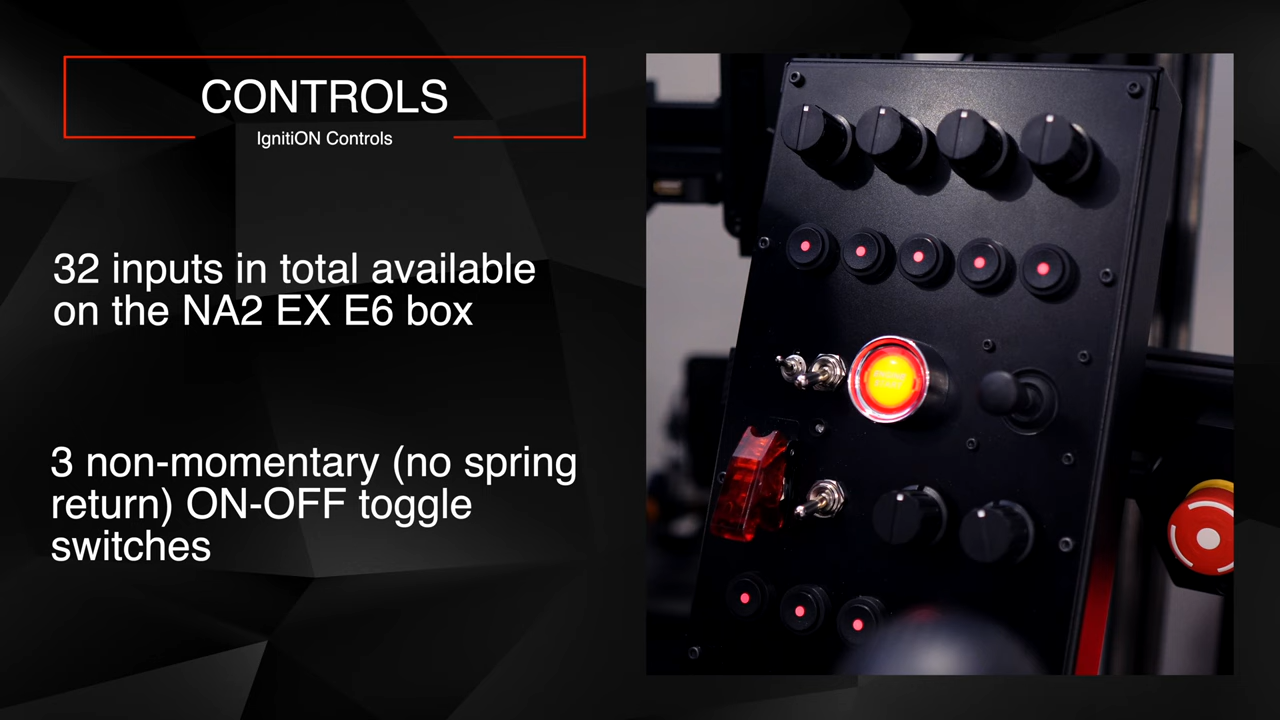 CONTROLS
IgnitiON Controls
32 inputs in total available
on the NA2 EX E6 box
3 non-momentary (no spring
return) ON-OFF toggle
switches